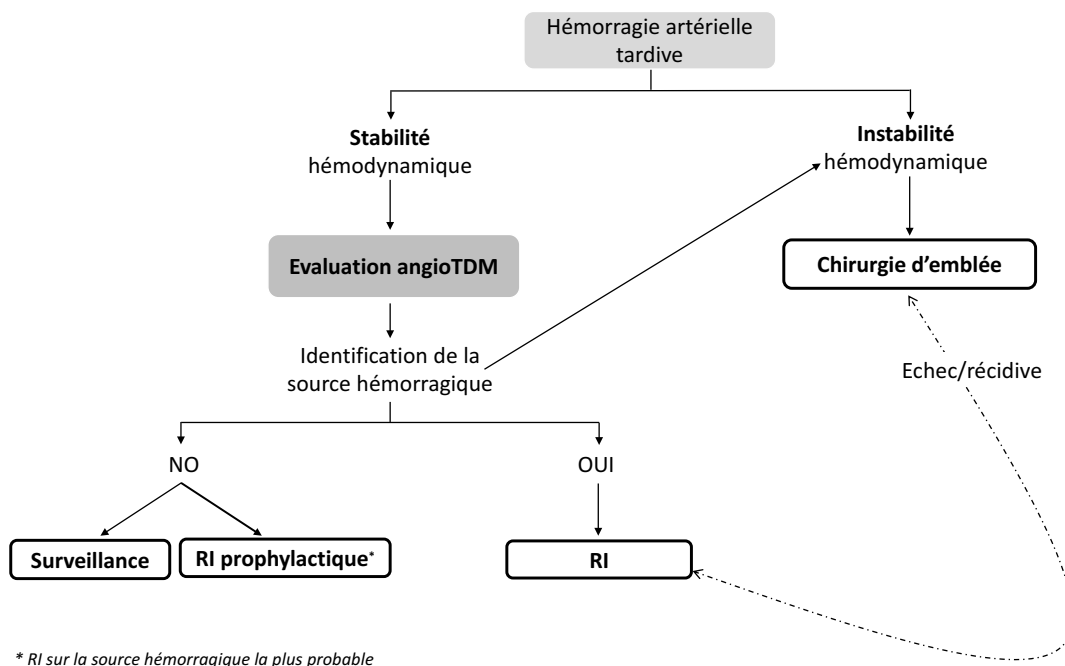 Hémorragie artérielle
tardive
Stabilité
hémodynamique
Instabilité
hémodynamique
Evaluation angioTDM
Chirurgie d’emblée
Identification de la
source hémorragique
Echec/récidive
NO
OUI
Surveillance
RI prophylactique*
RI
* RI sur la source hémorragique la plus probable